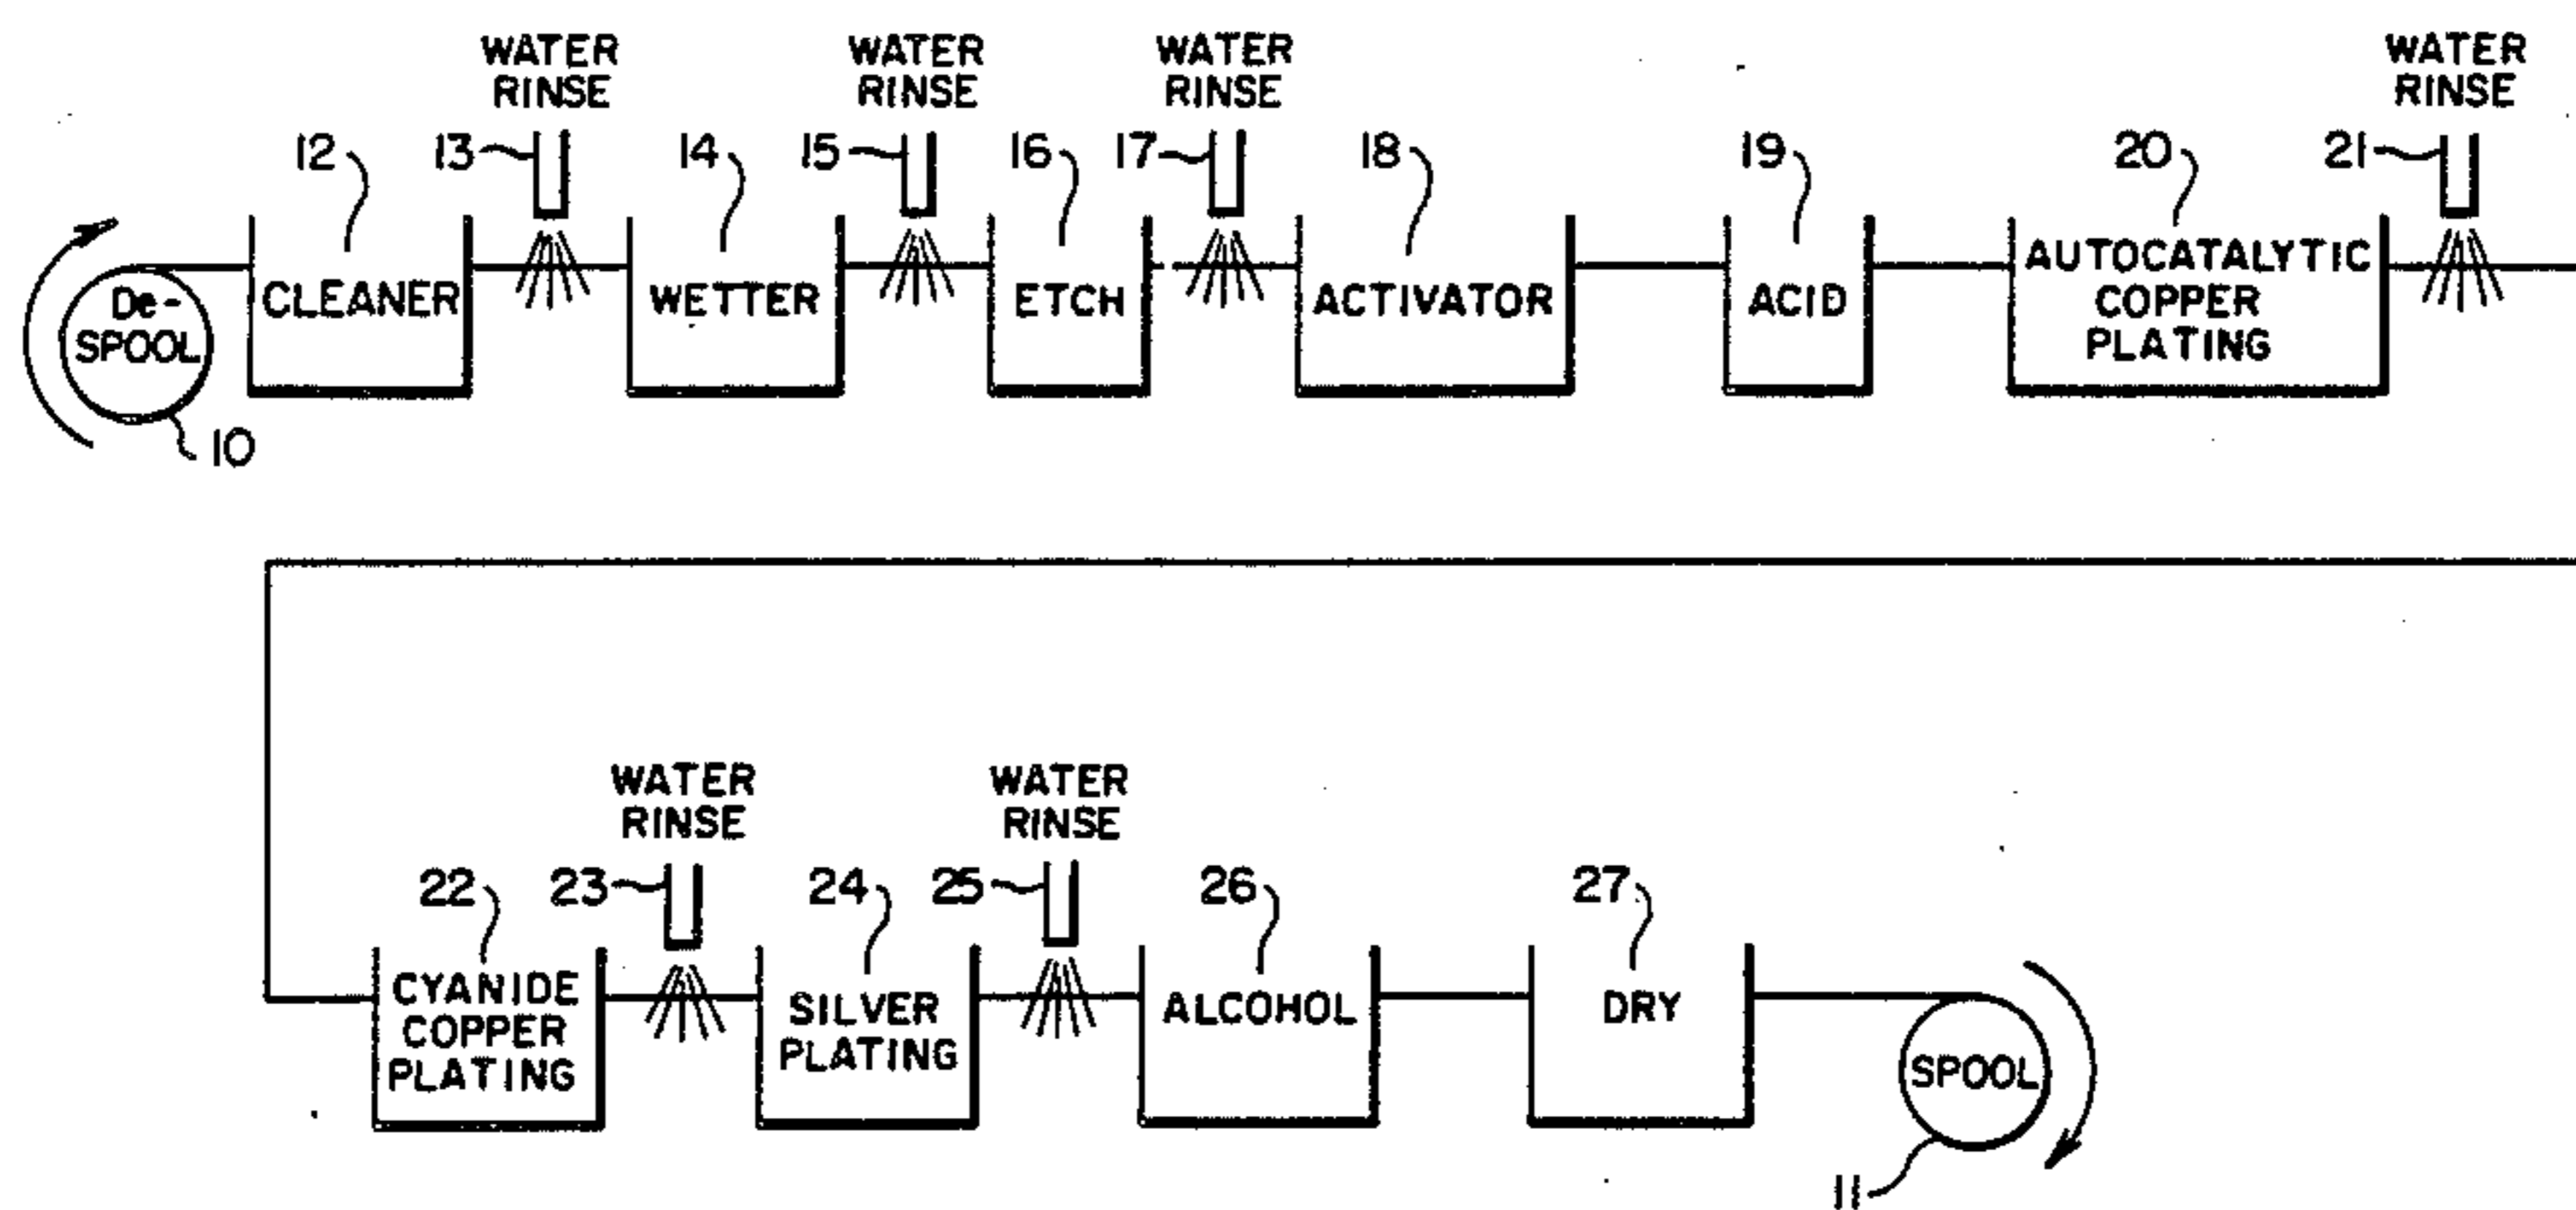 WATER
RINSE
WATER
RINSE
WATER
RINSE
WATER
RINSE
12
13
14
15
16
17
18
19
20
21
De-
SPOOL
CLEANER
WETTER
ETCH
ACTIVATOR
ACID
AUTOCATALYTIC
COPPER
PLATING
10
WATER
RINSE
WATER
RINSE
22
23
24
25
26
27
CYANIDE
COPPER
PLATING
SILVER
PLATING
ALCOHOL
DRY
SPOOL
11